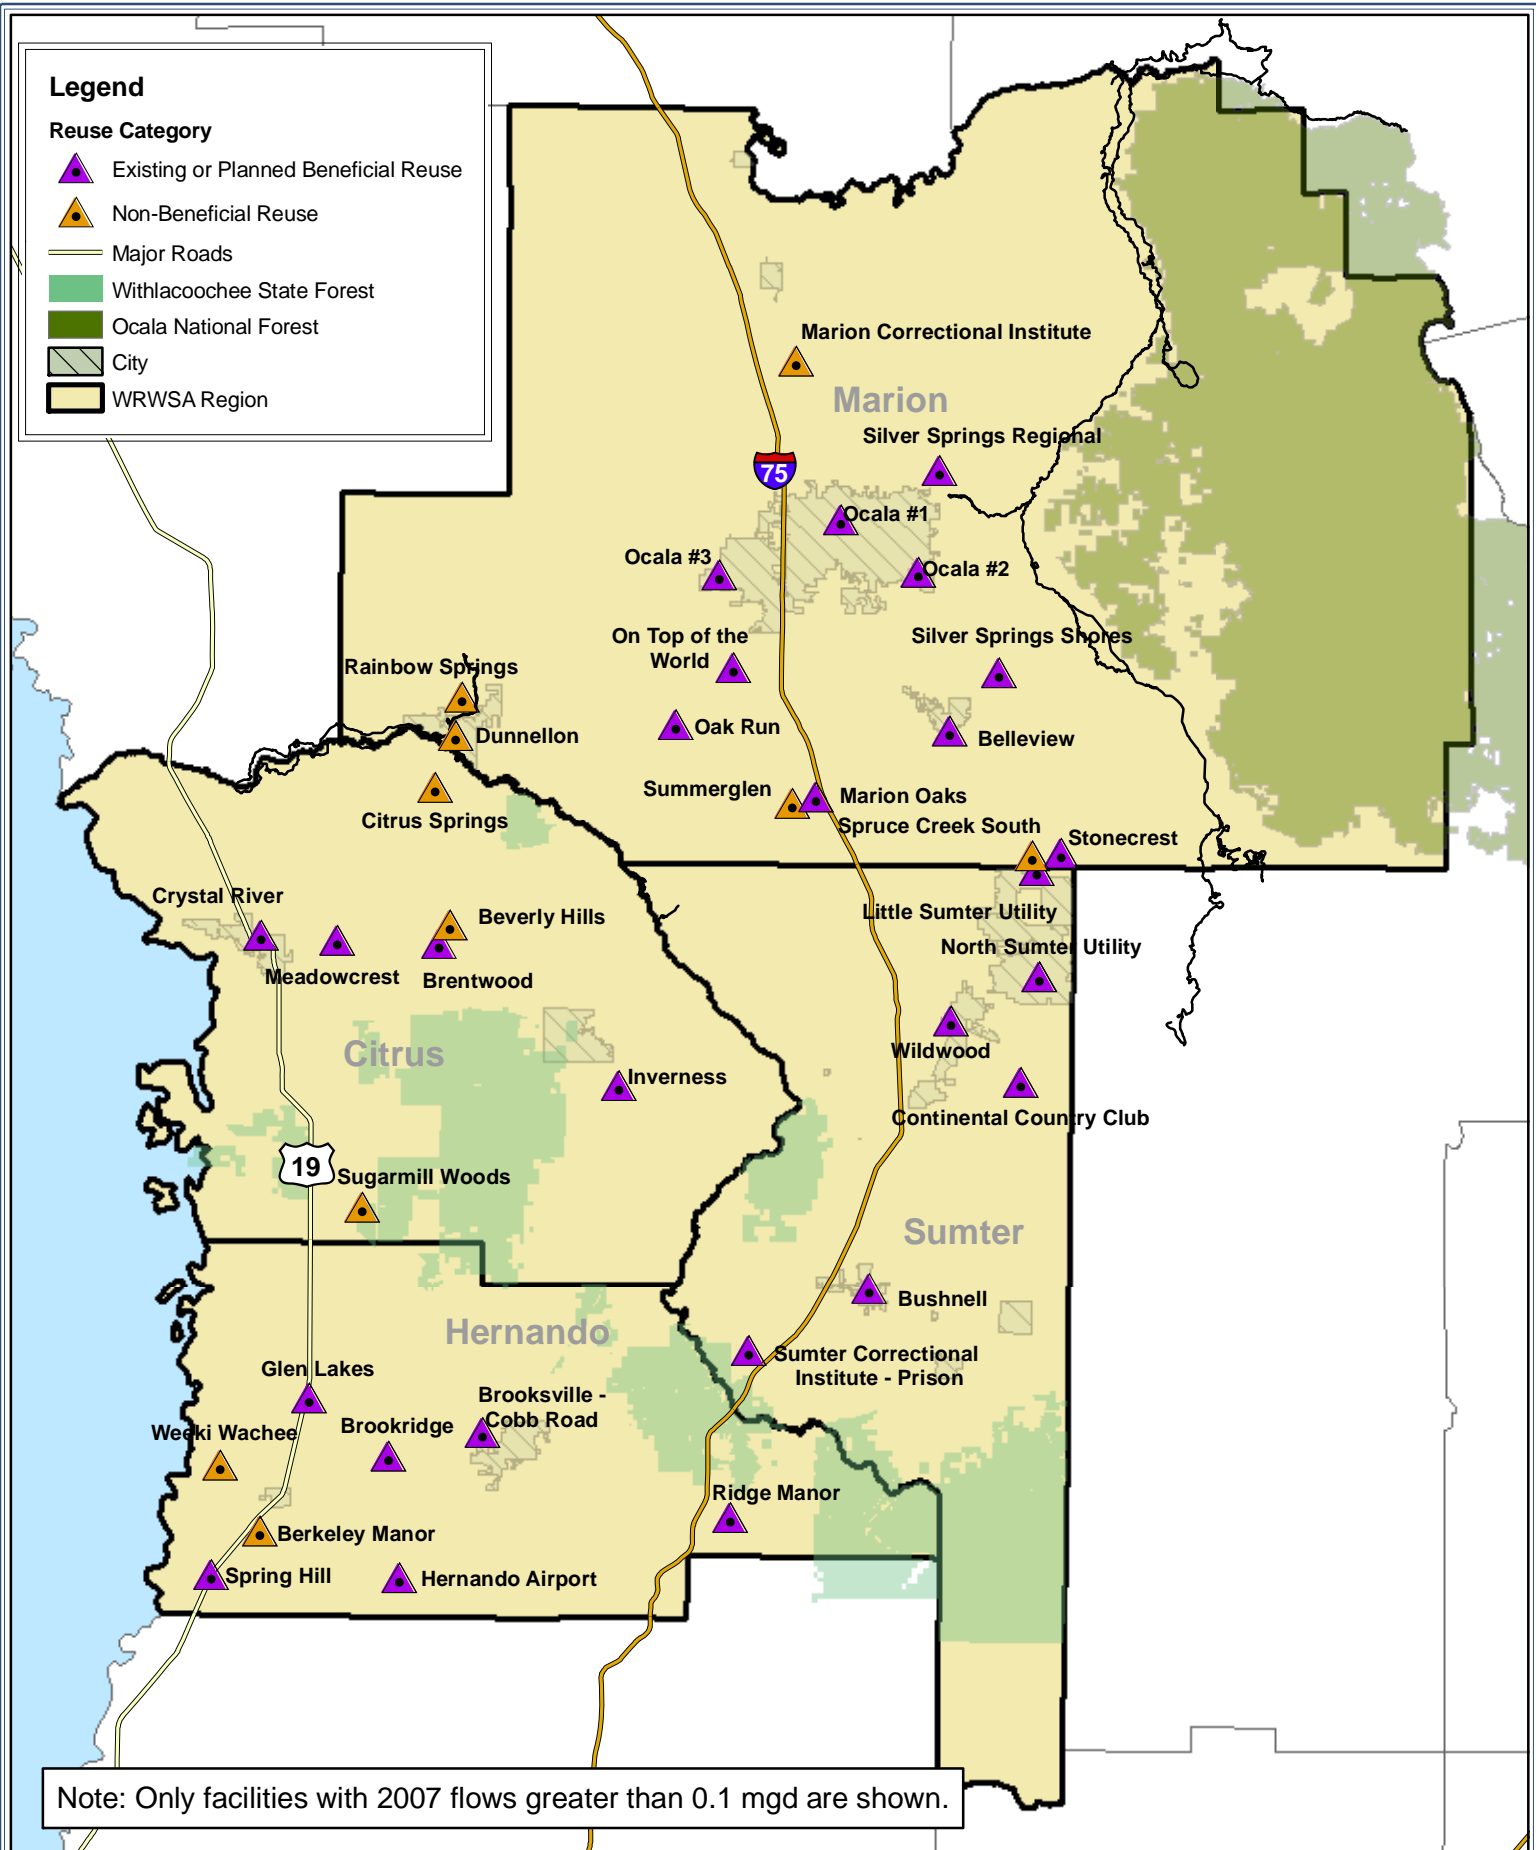 Legend
Reuse Category
Existing or Planned Beneficial Reuse
Non-Beneficial Reuse
Major Roads
Withlacoochee State Forest
Ocala National Forest
City
WRWSA Region
Marion Correctional Institute
Marion
Silver Springs Regional
75
Ocala #1
Ocala #3
Ocala #2
On Top of the
World
Silver Springs Shores
Rainbow Springs
Oak Run
Dunnellon
Belleview
Summerglen
Marion Oaks
Citrus Springs
Spruce Creek South
Stonecrest
Crystal River
Beverly Hills
Little Sumter Utility
North Sumter Utility
Meadowcrest
Brentwood
Citrus
Wildwood
Inverness
Continental Country Club
19
Sugarmill Woods
Sumter
Bushnell
Hernando
Sumter Correctional
Institute - Prison
Glen Lakes
Brooksville -
Cobb Road
Weeki Wachee
Brookridge
Ridge Manor
Berkeley Manor
Spring Hill
Hernando Airport
Note: Only facilities with 2007 flows greater than 0.1 mgd are shown.